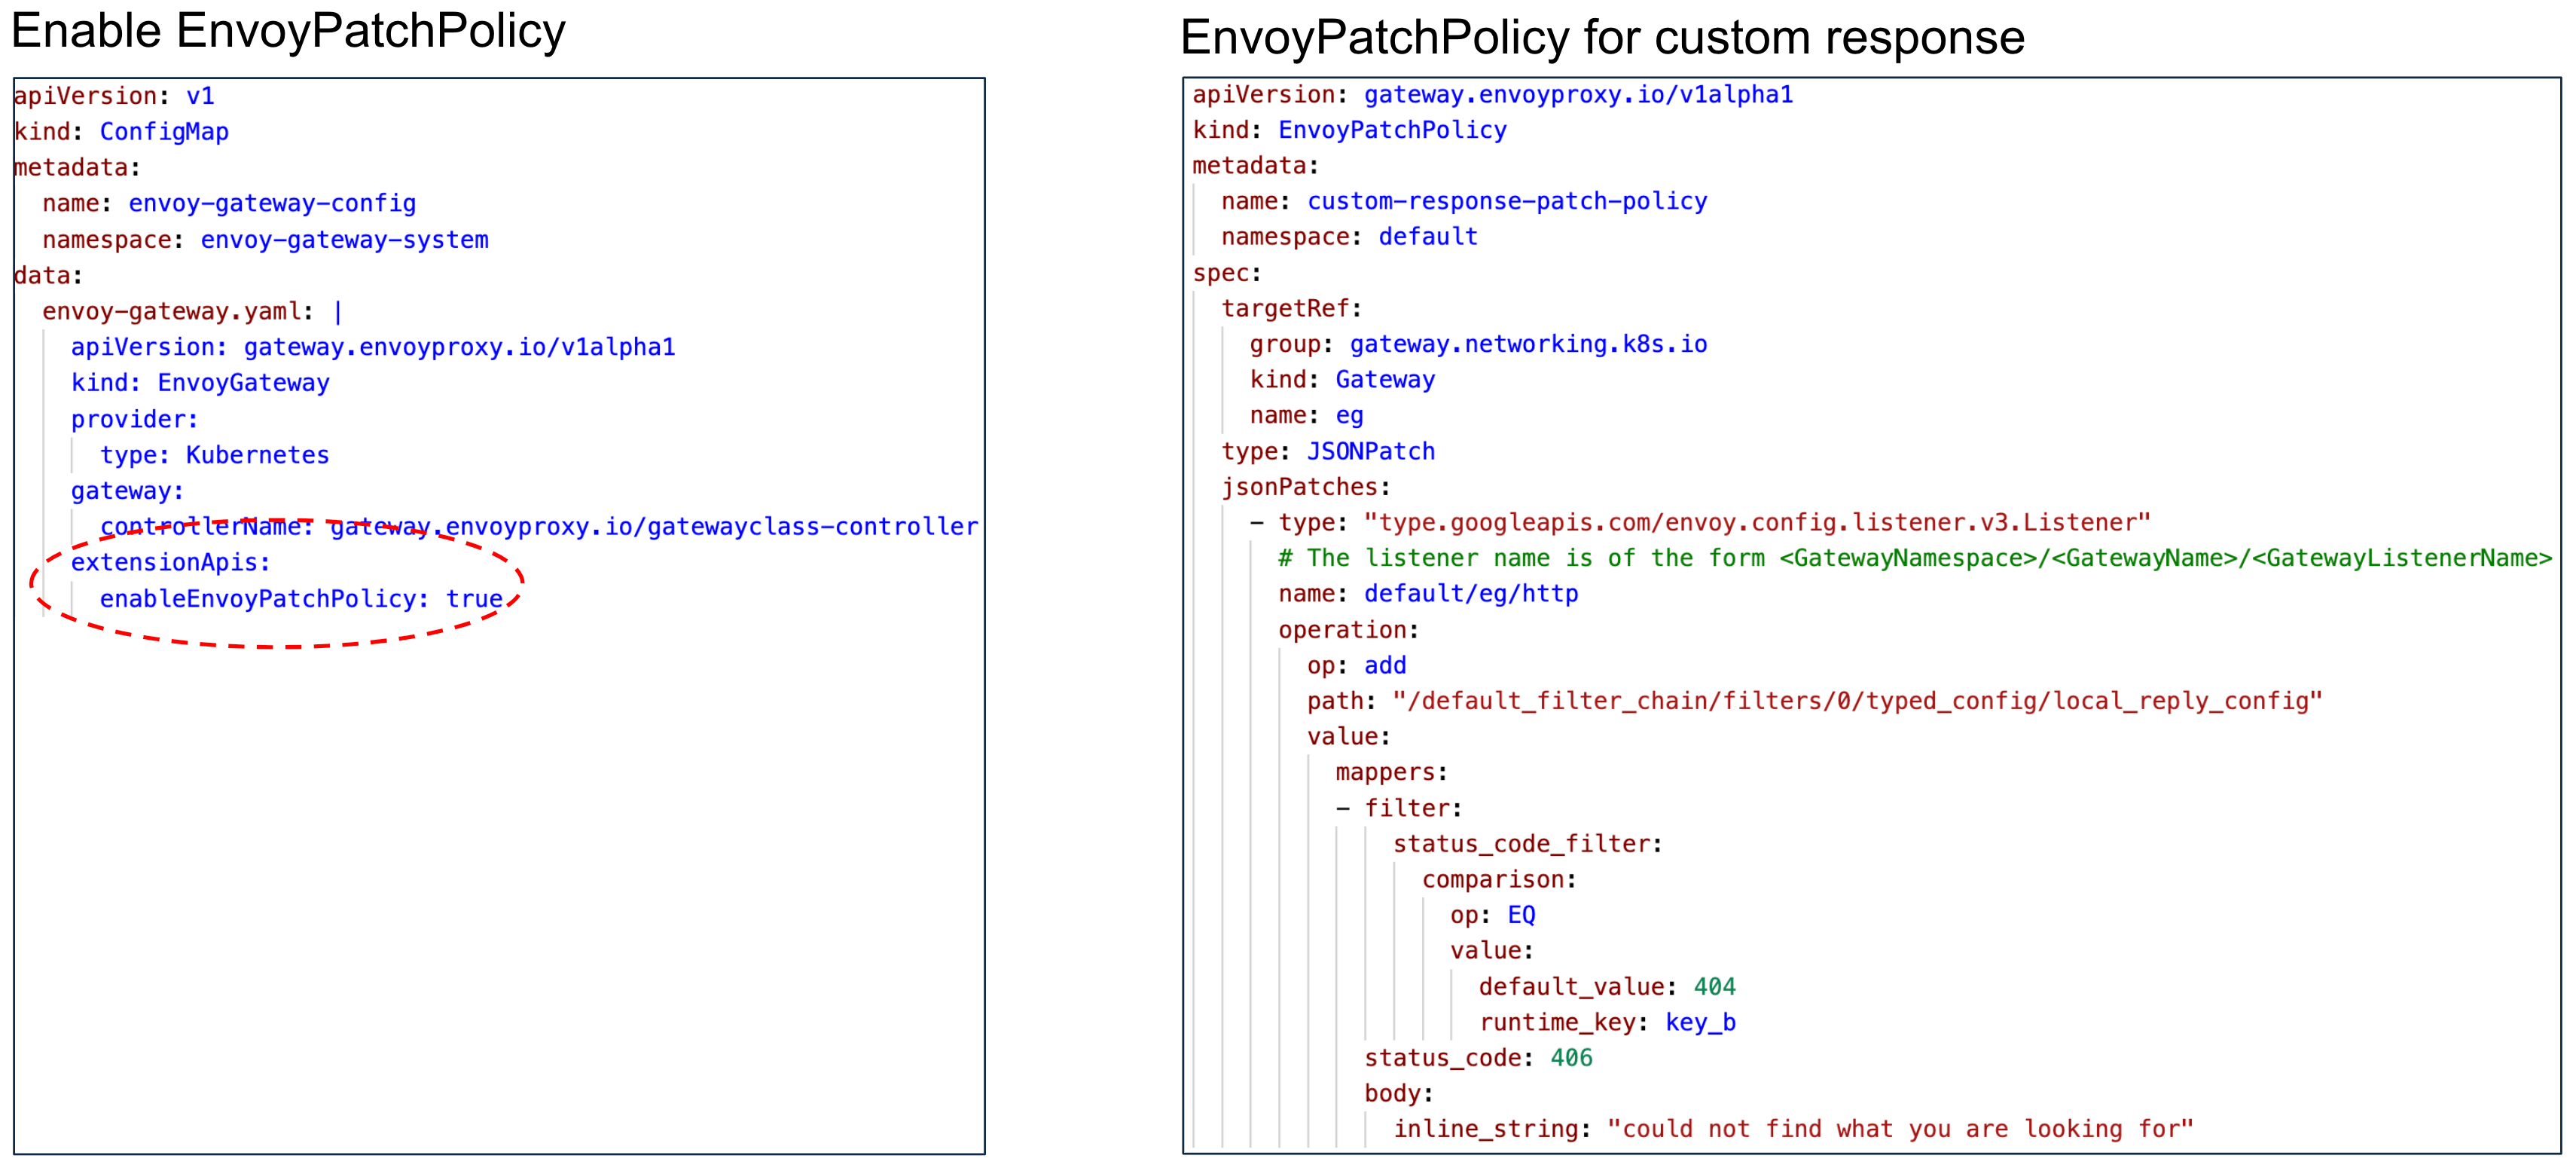 Enable EnvoyPatchPolicy
apiVersion: v1
kind: ConfigMap
metadata:
  name: envoy-gateway-config
  namespace: envoy-gateway-system
data:
  envoy-gateway.yaml: |
    apiVersion: gateway.envoyproxy.io/v1alpha1
    kind: EnvoyGateway
    provider:
      type: Kubernetes
    gateway:
      controllerName: gateway.envoyproxy.io/gatewayclass-controller
    extensionApis:
      enableEnvoyPatchPolicy: true
EnvoyPatchPolicy for custom response
apiVersion: gateway.envoyproxy.io/v1alpha1
kind: EnvoyPatchPolicy
metadata:
  name: custom-response-patch-policy
  namespace: default
spec:
  targetRef:
    group: gateway.networking.k8s.io
    kind: Gateway
    name: eg
  type: JSONPatch
  jsonPatches:
    - type: "type.googleapis.com/envoy.config.listener.v3.Listener"
      # The listener name is of the form <GatewayNamespace>/<GatewayName>/<GatewayListenerName>
      name: default/eg/http
      operation:
        op: add
        path: "/default_filter_chain/filters/0/typed_config/local_reply_config"
        value:
          mappers:
          - filter:
              status_code_filter:
                comparison:
                  op: EQ
                  value:
                    default_value: 404
                    runtime_key: key_b
            status_code: 406
            body:
              inline_string: "could not find what you are looking for"